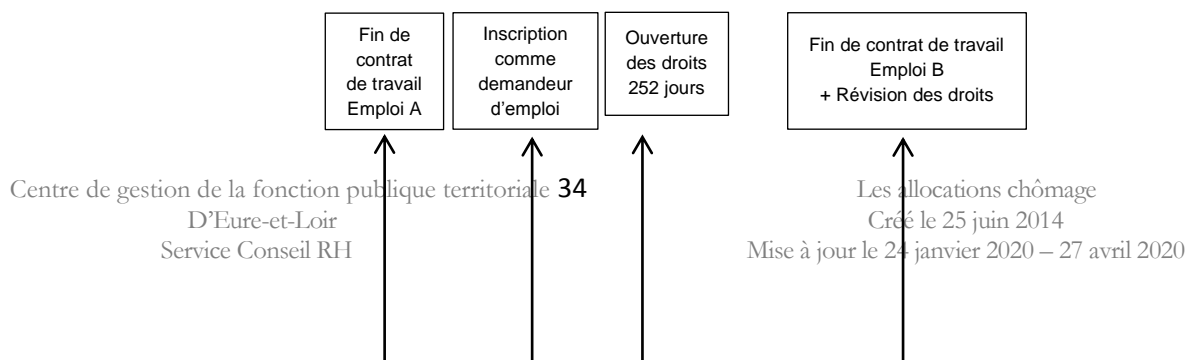 Fin de
contrat
de travail
Emploi A
Inscription
comme
demandeur
d'emploi
Ouverture
des droits
252 jours
Fin de contrat de travail
Emploi B
+ Révision des droits
Centre de gestion de la fonction publique territoriale 34
D'Eure-et-Loir
Service Conseil RH
Les allocations chômage
Créé le 25 juin 2014
Mise à jour le 24 janvier 2020 – 27 avril 2020